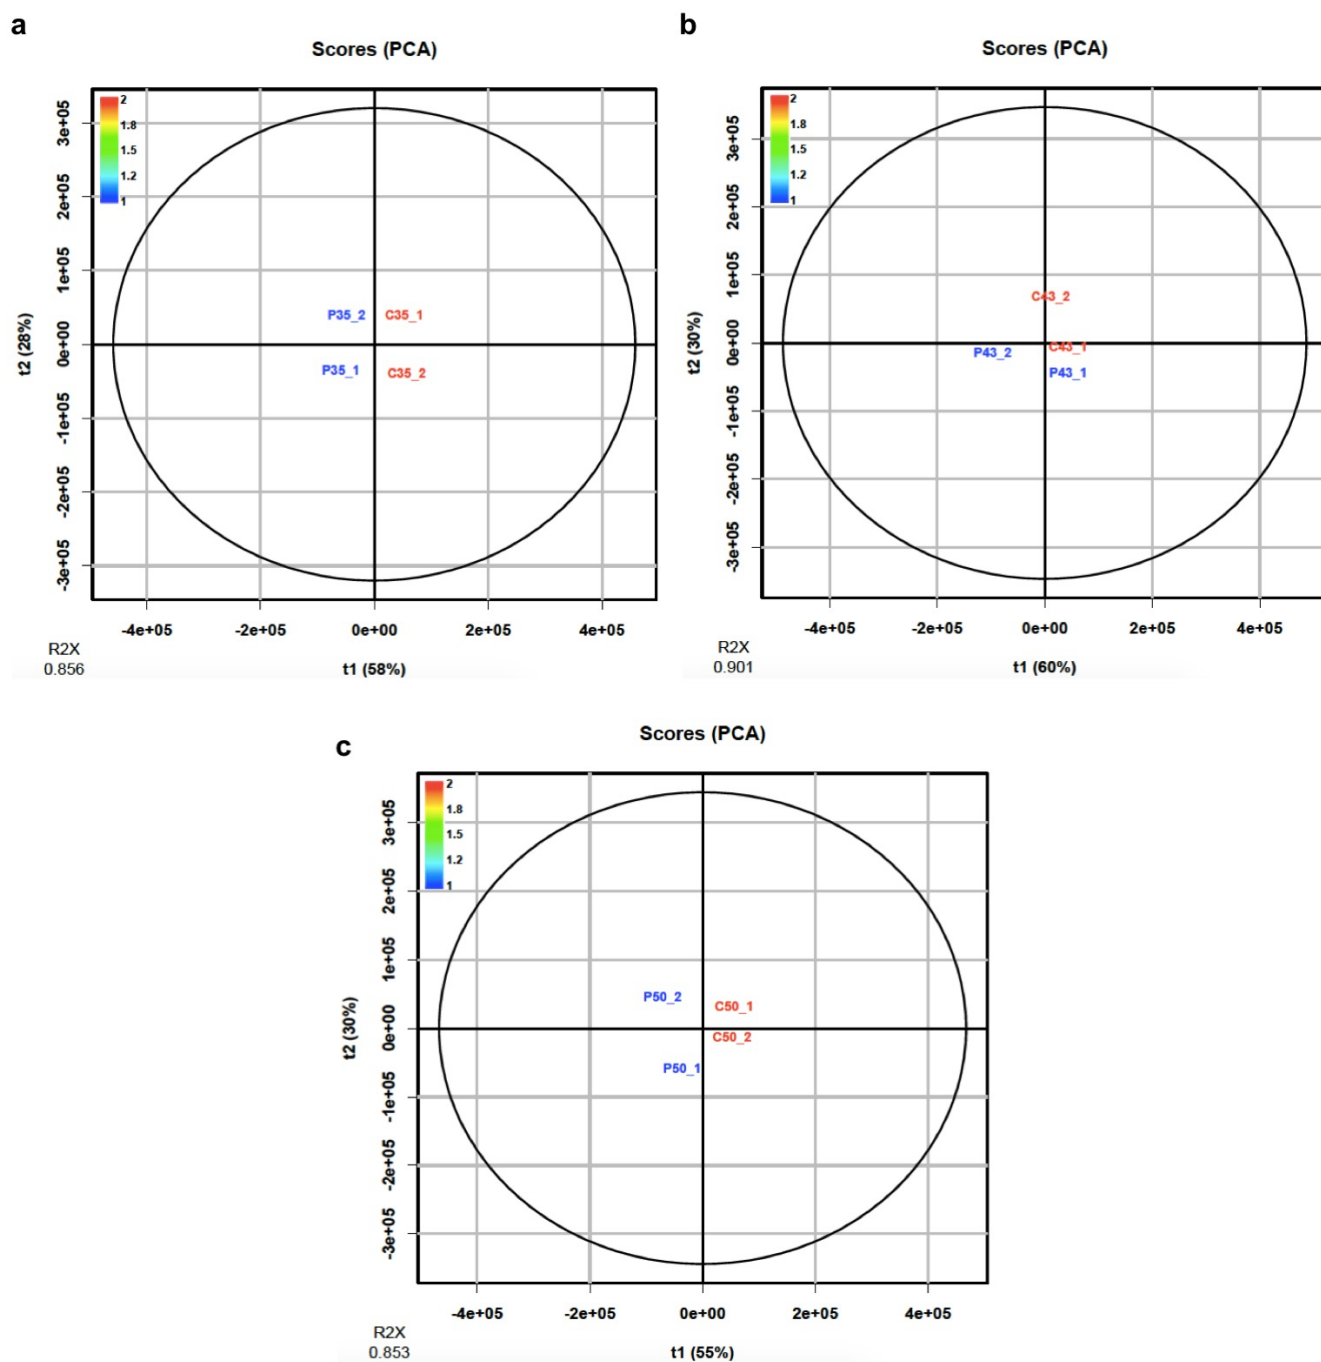 a
Scores (PCA)
2
1.8
1.5
1.2
1
3e+05
2e+05
1e+05
0e+00
-1e+05
-2e+05
-3e+05
t2 (28%)
P35_2 C35_1
P35_1 C35_2
-4e+05 -2e+05 0e+00 2e+05 4e+05
R2X
0.856
t1 (58%)
b
Scores (PCA)
2
1.8
1.5
1.2
1
3e+05
2e+05
1e+05
0e+00
-1e+05
-2e+05
-3e+05
t2 (30%)
C43_2
C43_1
P43_2
P43_1
-4e+05 -2e+05 0e+00 2e+05 4e+05
R2X
0.901
t1 (60%)
c
Scores (PCA)
2
1.8
1.5
1.2
1
3e+05
2e+05
1e+05
0e+00
-1e+05
-2e+05
-3e+05
t2 (30%)
P50_2
C50_1
C50_2
P50_1
-4e+05 -2e+05 0e+00 2e+05 4e+05
R2X
0.853
t1 (55%)